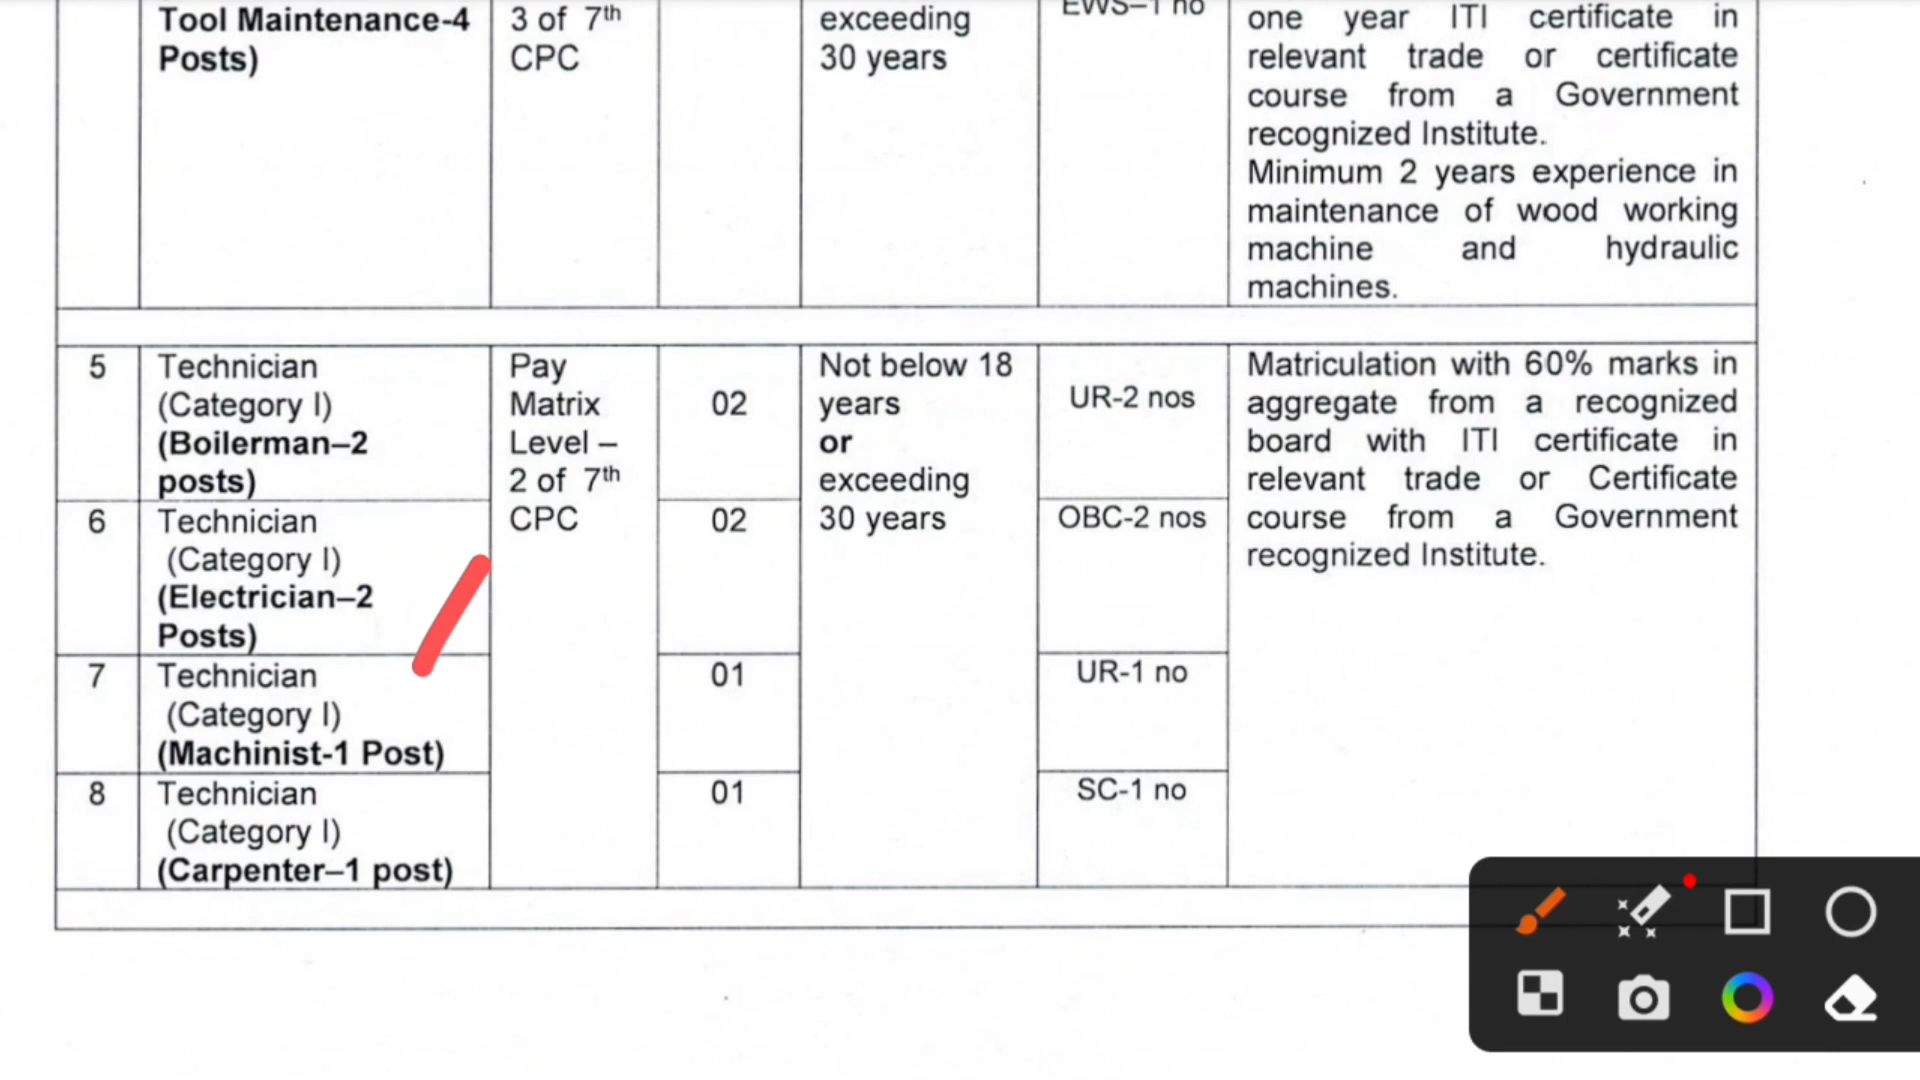 Tool Maintenance-4
Posts)
3 of 7th
CPC
exceeding
30 years
EWS–1 no
one year ITI certificate in
relevant trade or certificate
course from a Government
recognized Institute.
Minimum 2 years experience in
maintenance of wood working
machine and hydraulic
machines.
5
Technician
(Category I)
(Boilerman–2
posts)
Pay
Matrix
Level –
2 of 7th
CPC
02
Not below 18
years
or
exceeding
30 years
UR-2 nos
Matriculation with 60% marks in
aggregate from a recognized
board with ITI certificate in
relevant trade or Certificate
course from a Government
recognized Institute.
6
Technician
(Category I)
(Electrician–2
Posts)
02
OBC-2 nos
7
Technician
(Category I)
(Machinist-1 Post)
01
UR-1 no
8
Technician
(Category I)
(Carpenter–1 post)
01
SC-1 no